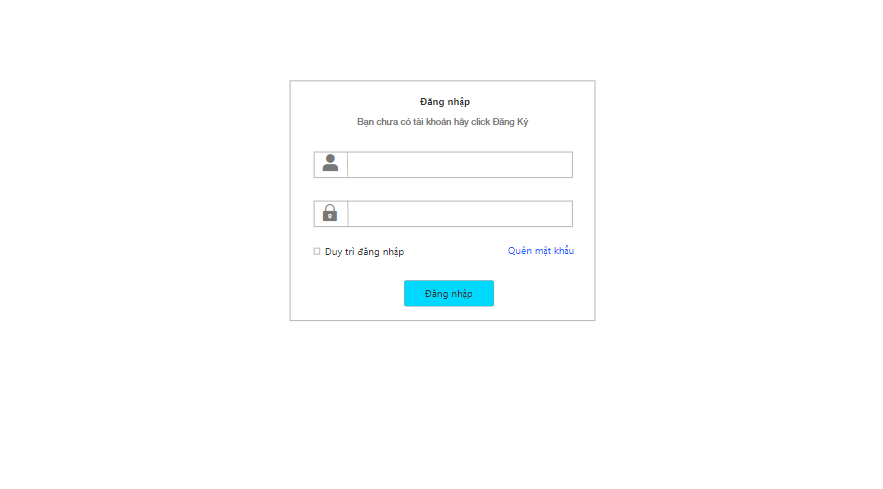 Đăng nhập
Bạn chưa có tài khoản hãy click Đăng Ký
Duy trì đăng nhập
Quên mật khẩu
Đăng nhập